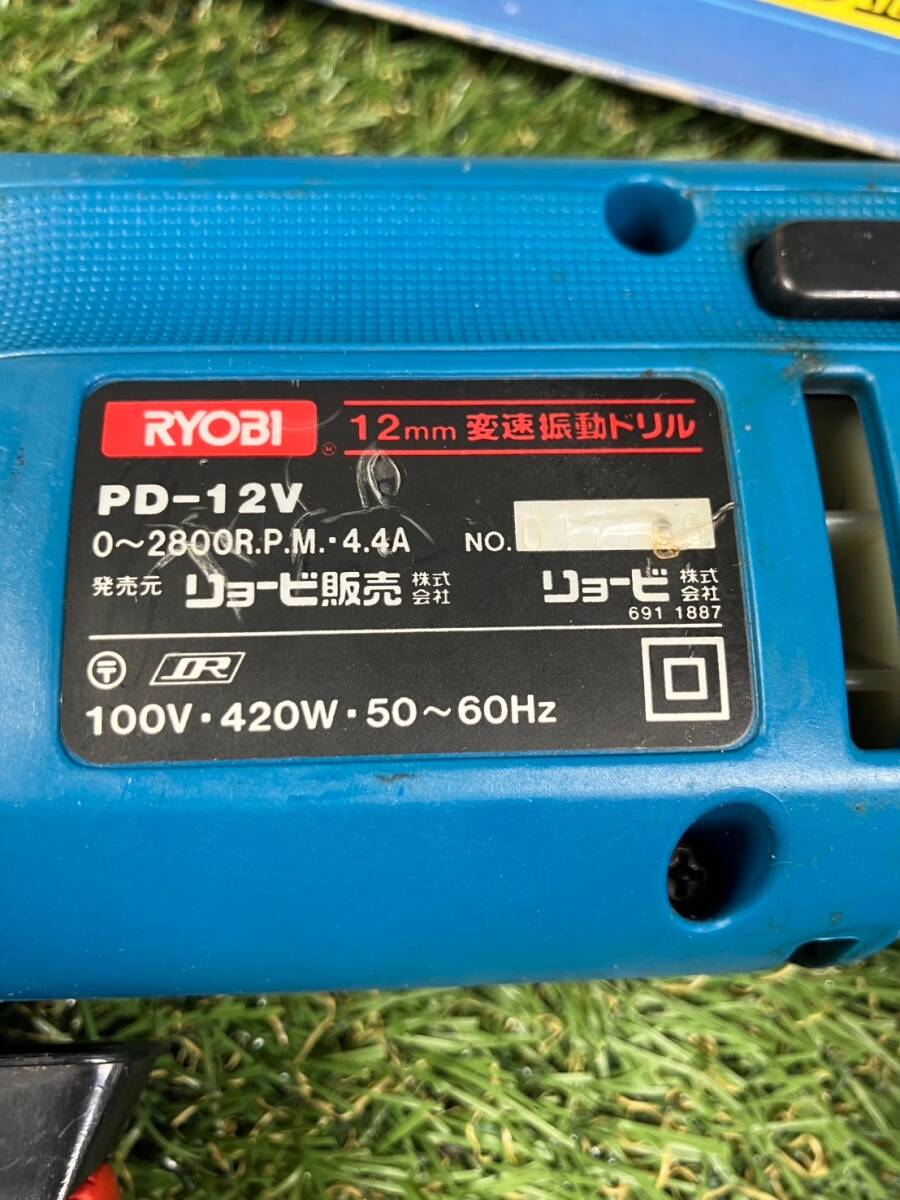 RYOBI ® 12mm 変速振動ドリル
PD-12V
0～2800R.P.M.・4.4A NO.
発売元 リョービ販売 株式会社 リョービ 株式会社
691 1887
〒 JR
100V・420W・50～60Hz